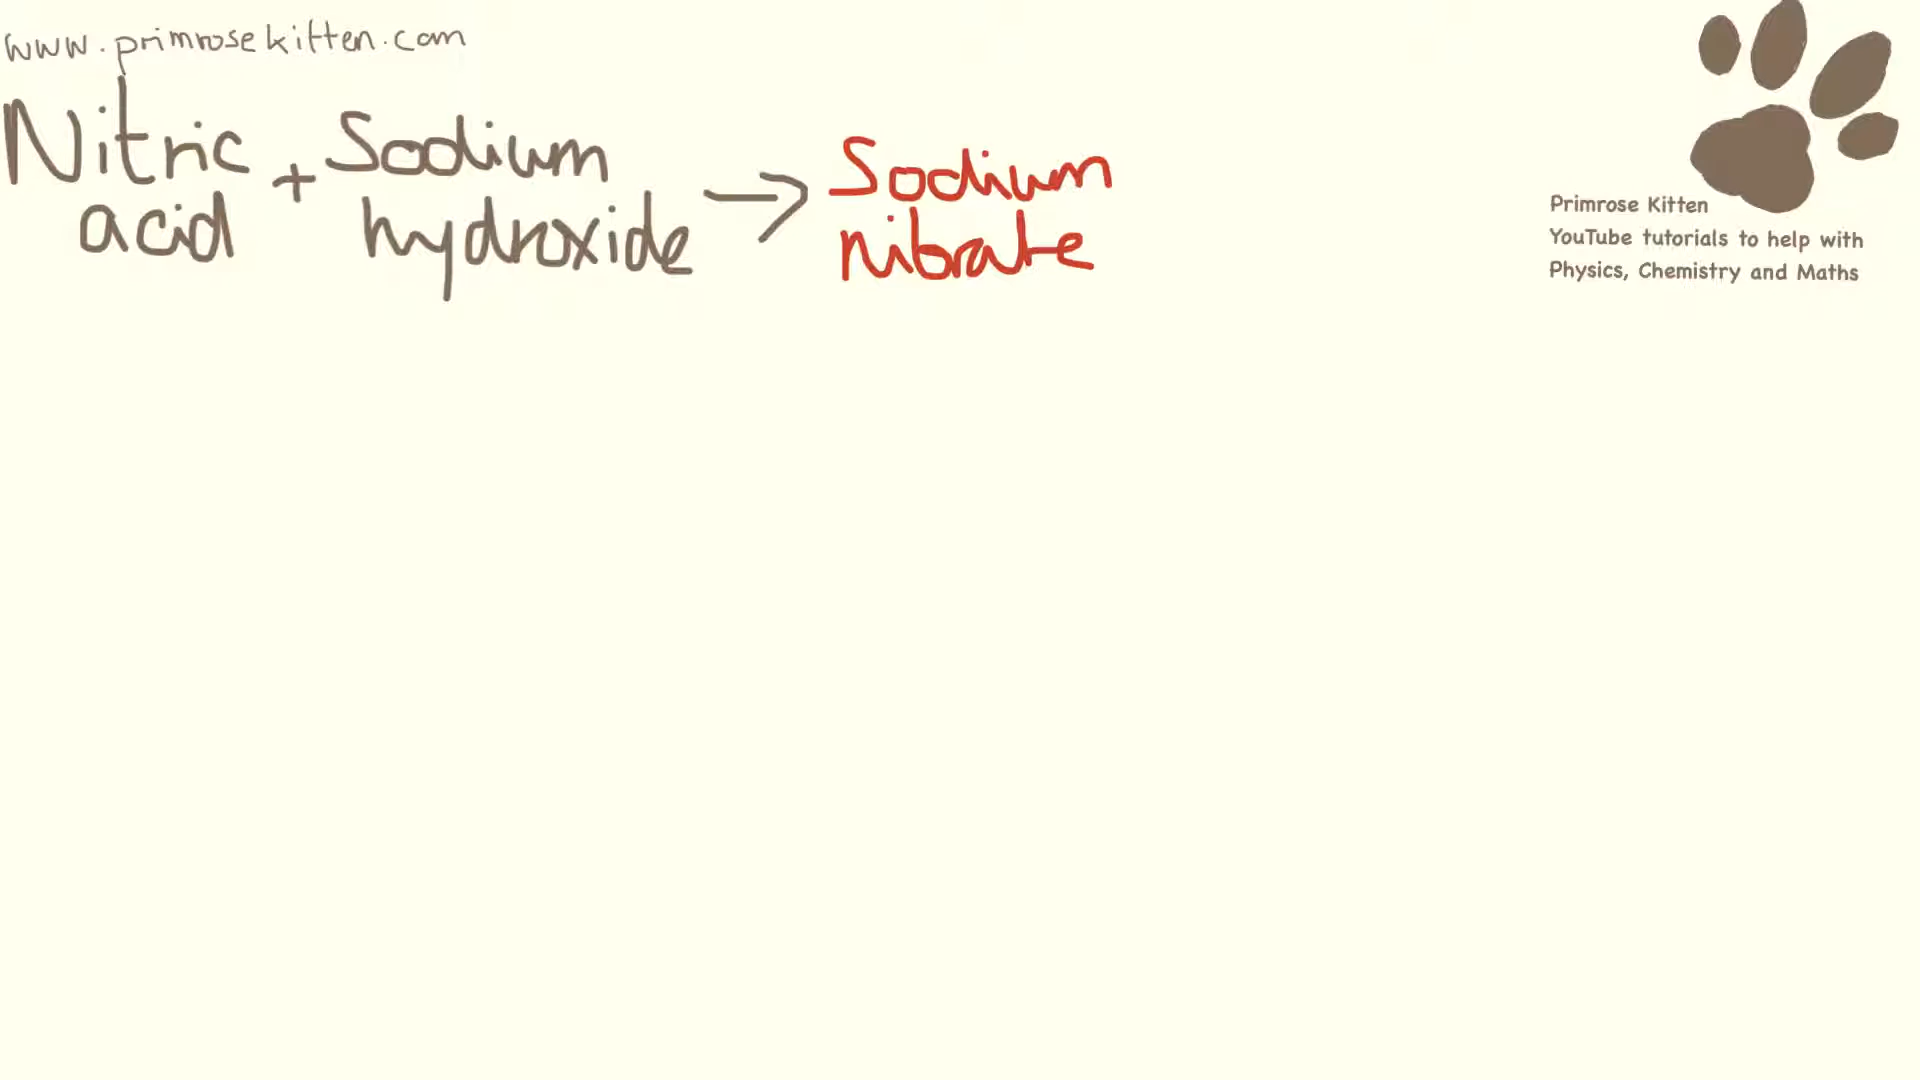 www.primrosekitten.com
Nitric acid + Sodium hydroxide → Sodium nitrate
Primrose Kitten
YouTube tutorials to help with
Physics, Chemistry and Maths